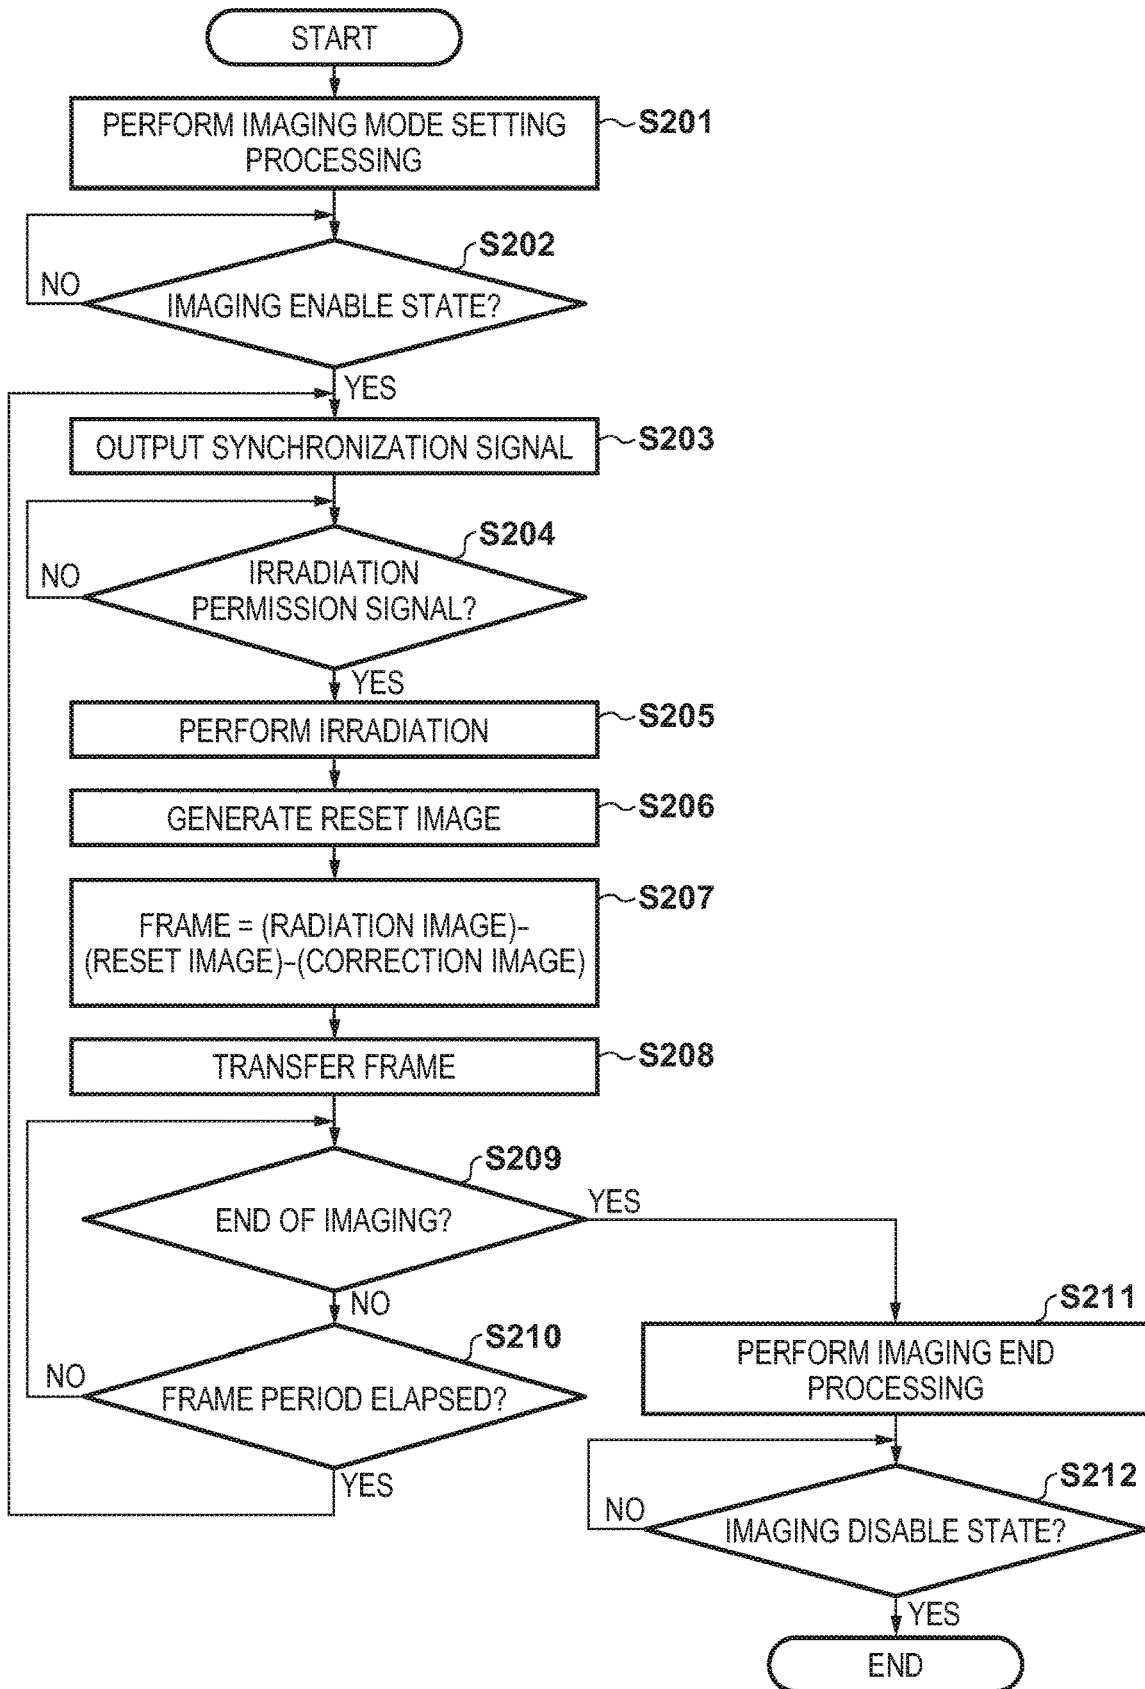 START
PERFORM IMAGING MODE SETTING
PROCESSING
S201
S202
NO
IMAGING ENABLE STATE?
YES
OUTPUT SYNCHRONIZATION SIGNAL
S203
S204
NO
IRRADIATION
PERMISSION SIGNAL?
YES
PERFORM IRRADIATION
S205
GENERATE RESET IMAGE
S206
FRAME = (RADIATION IMAGE)-
(RESET IMAGE)-(CORRECTION IMAGE)
S207
TRANSFER FRAME
S208
S209
END OF IMAGING?
YES
NO
S210
NO
FRAME PERIOD ELAPSED?
YES
S211
PERFORM IMAGING END
PROCESSING
S212
NO
IMAGING DISABLE STATE?
YES
END